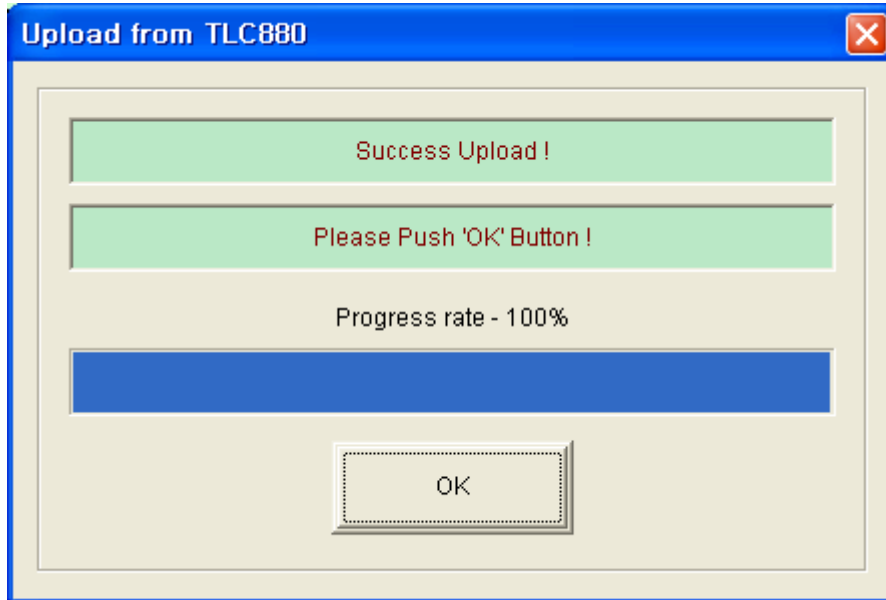 Upload from TLC880
Success Upload !
Please Push 'OK' Button !
Progress rate - 100%
OK